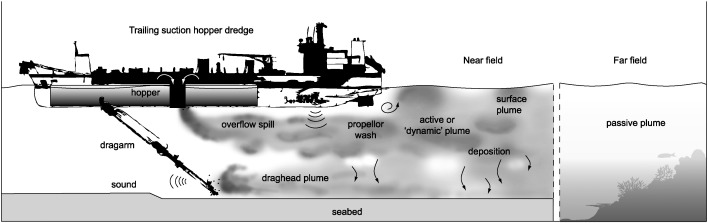 Trailing suction hopper dredge
Near field
Far field
hopper
surface
plume
overflow spill
propellor
wash
active or
'dynamic' plume
passive plume
dragarm
deposition
sound
draghead plume
seabed